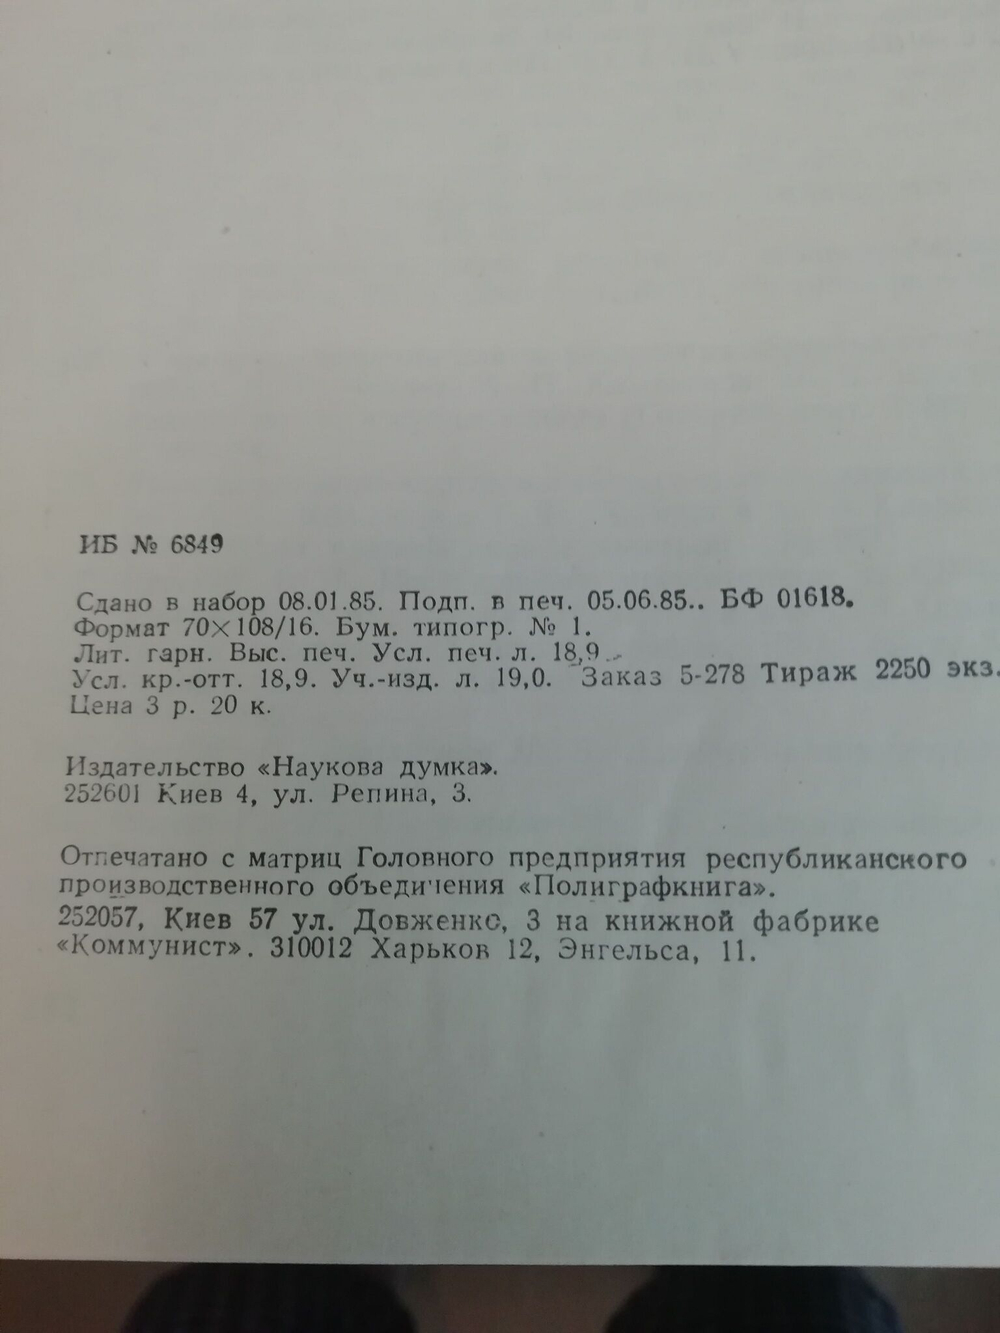 ИБ № 6849
Сдано в набор 08.01.85. Подп. в печ. 05.06.85.. БФ 01618.
Формат 70×108/16. Бум. типогр. № 1.
Лит. гарн. Выс. печ. Усл. печ. л. 18,9.
Усл. кр.-отт. 18,9. Уч.-изд. л. 19,0. Заказ 5-278 Тираж 2250 экз.
Цена 3 р. 20 к.
Издательство «Наукова думка».
252601 Киев 4, ул. Репина, 3.
Отпечатано с матриц Головного предприятия республиканского
производственного объединения «Полиграфкнига».
252057, Киев 57 ул. Довженко, 3 на книжной фабрике
«Коммунист». 310012 Харьков 12, Энгельса, 11.